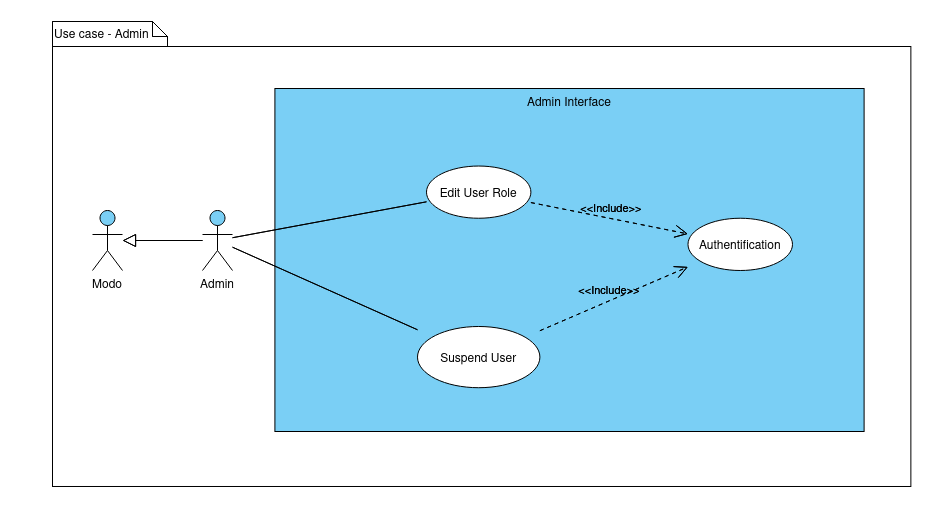 Use case - Admin
Admin Interface
Edit User Role
<<Include>>
Authentification
Modo
Admin
<<Include>>
Suspend User